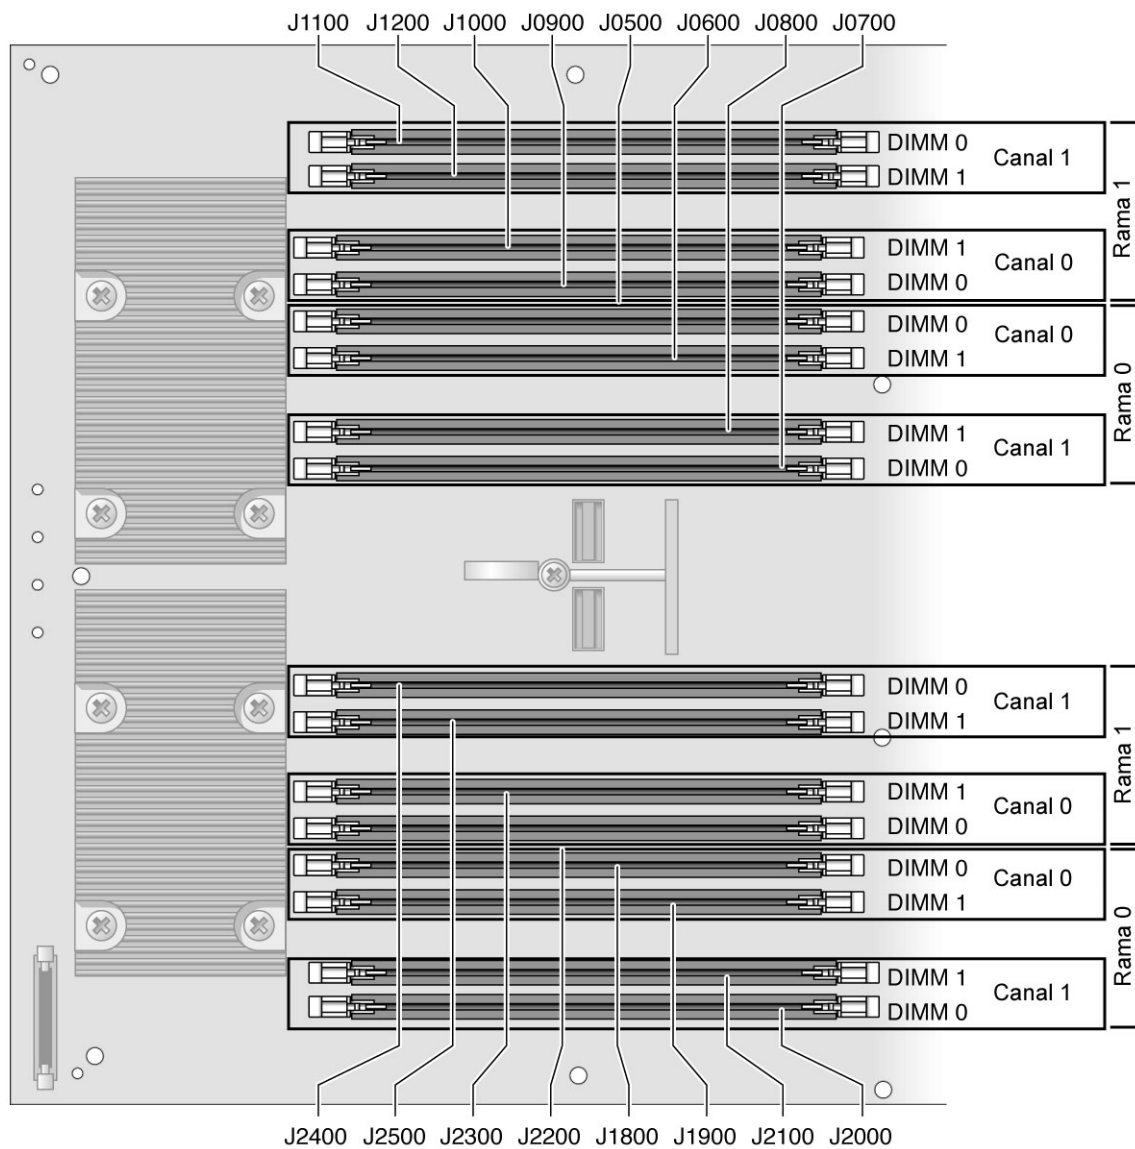 J1100 J1200 J1000 J0900 J0500 J0600 J0800 J0700
DIMM 0
Canal 1
DIMM 1
Rama 1
DIMM 1
Canal 0
DIMM 0
DIMM 0
Canal 0
DIMM 1
Rama 0
DIMM 1
Canal 1
DIMM 0
DIMM 0
Canal 1
DIMM 1
Rama 1
DIMM 1
Canal 0
DIMM 0
DIMM 0
Canal 0
DIMM 1
Rama 0
DIMM 1
Canal 1
DIMM 0
J2400 J2500 J2300 J2200 J1800 J1900 J2100 J2000